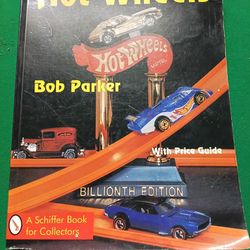 Hot Wheels
Hot Wheels
Bob Parker
With Price Guide
BILLIONTH EDITION
A Schiffer Book
for Collectors